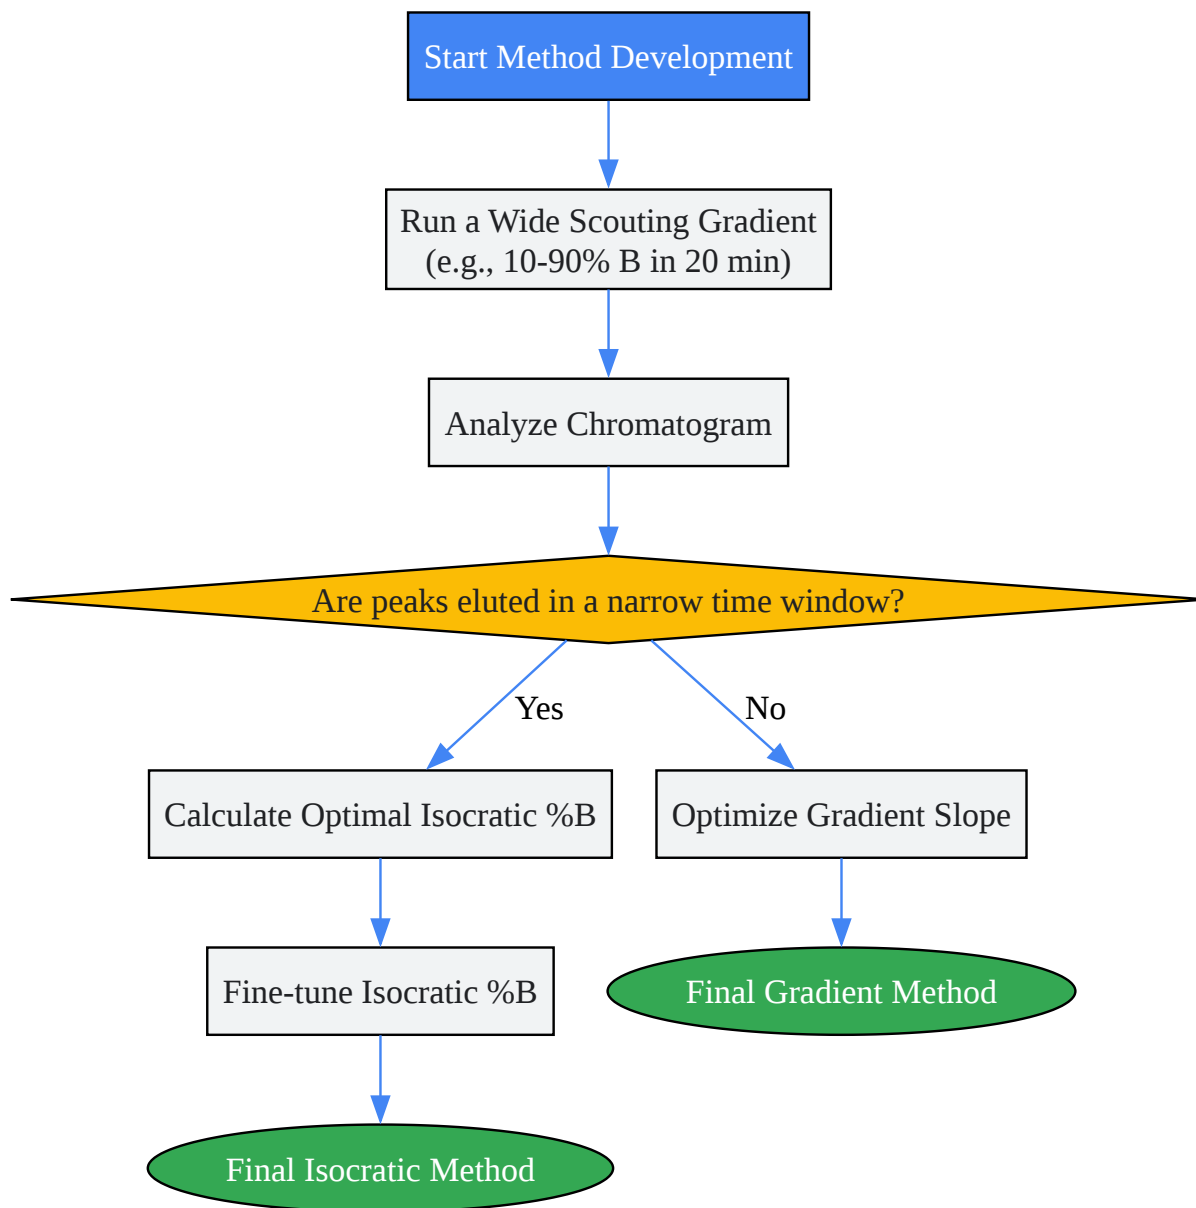 Start Method Development
Run a Wide Scouting Gradient
(e.g., 10-90% B in 20 min)
Analyze Chromatogram
Are peaks eluted in a narrow time window?
Yes
No
Calculate Optimal Isocratic %B
Optimize Gradient Slope
Fine-tune Isocratic %B
Final Gradient Method
Final Isocratic Method